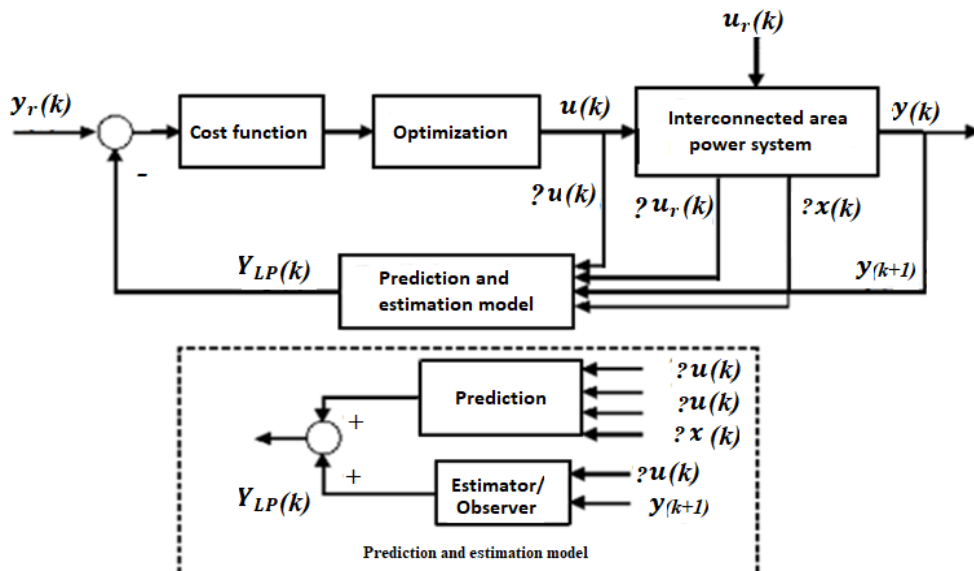 u_r(k)
y_r(k)
Cost function
Optimization
u(k)
Interconnected area
power system
y(k)
-
?u(k)
?u_r(k)
?x(k)
Y_LP(k)
Prediction and
estimation model
y(k+1)
Prediction
?u(k)
?u(k)
?x(k)
+
+
Y_LP(k)
Estimator/
Observer
?u(k)
y(k+1)
Prediction and estimation model